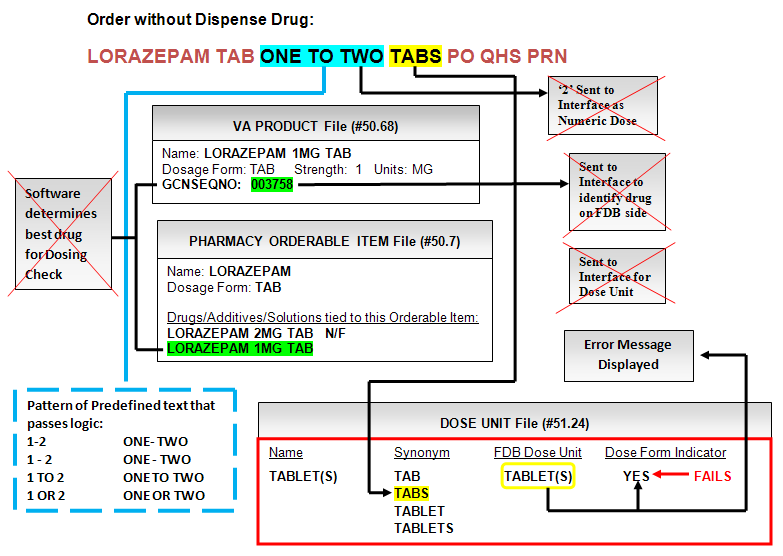 Order without Dispense Drug:
LORAZEPAM TAB ONE TO TWO TABS PO QHS PRN
'2' Sent to
Interface as
Numeric Dose
VA PRODUCT File (#50.68)
Name: LORAZEPAM 1MG TAB
Dosage Form: TAB Strength: 1 Units: MG
GCNSEQNO: 003758
Sent to
Interface to
identify drug
on FDB side
Software
determines
best drug
for Dosing
Check
PHARMACY ORDERABLE ITEM File (#50.7)
Name: LORAZEPAM
Dosage Form: TAB
Drugs/Additives/Solutions tied to this Orderable Item:
LORAZEPAM 2MG TAB N/F
LORAZEPAM 1MG TAB
Sent to
Interface for
Dose Unit
Error Message
Displayed
Pattern of Predefined text that
passes logic:
1-2 ONE- TWO
1 - 2 ONE - TWO
1 TO 2 ONE TO TWO
1 OR 2 ONE OR TWO
DOSE UNIT File (#51.24)
Name Synonym FDB Dose Unit Dose Form Indicator
TABLET(S) TAB TABLET(S) YES FAILS
TABS
TABLET
TABLETS